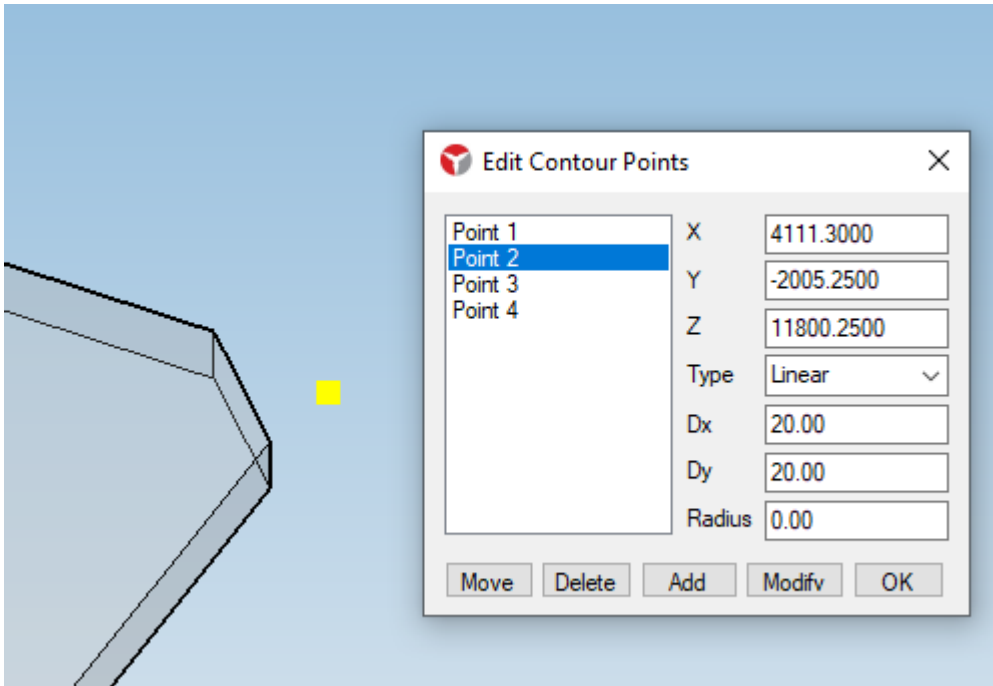 Edit Contour Points
Point 1
Point 2
Point 3
Point 4
X 4111.3000
Y -2005.2500
Z 11800.2500
Type Linear
Dx 20.00
Dy 20.00
Radius 0.00
Move Delete Add Modify OK